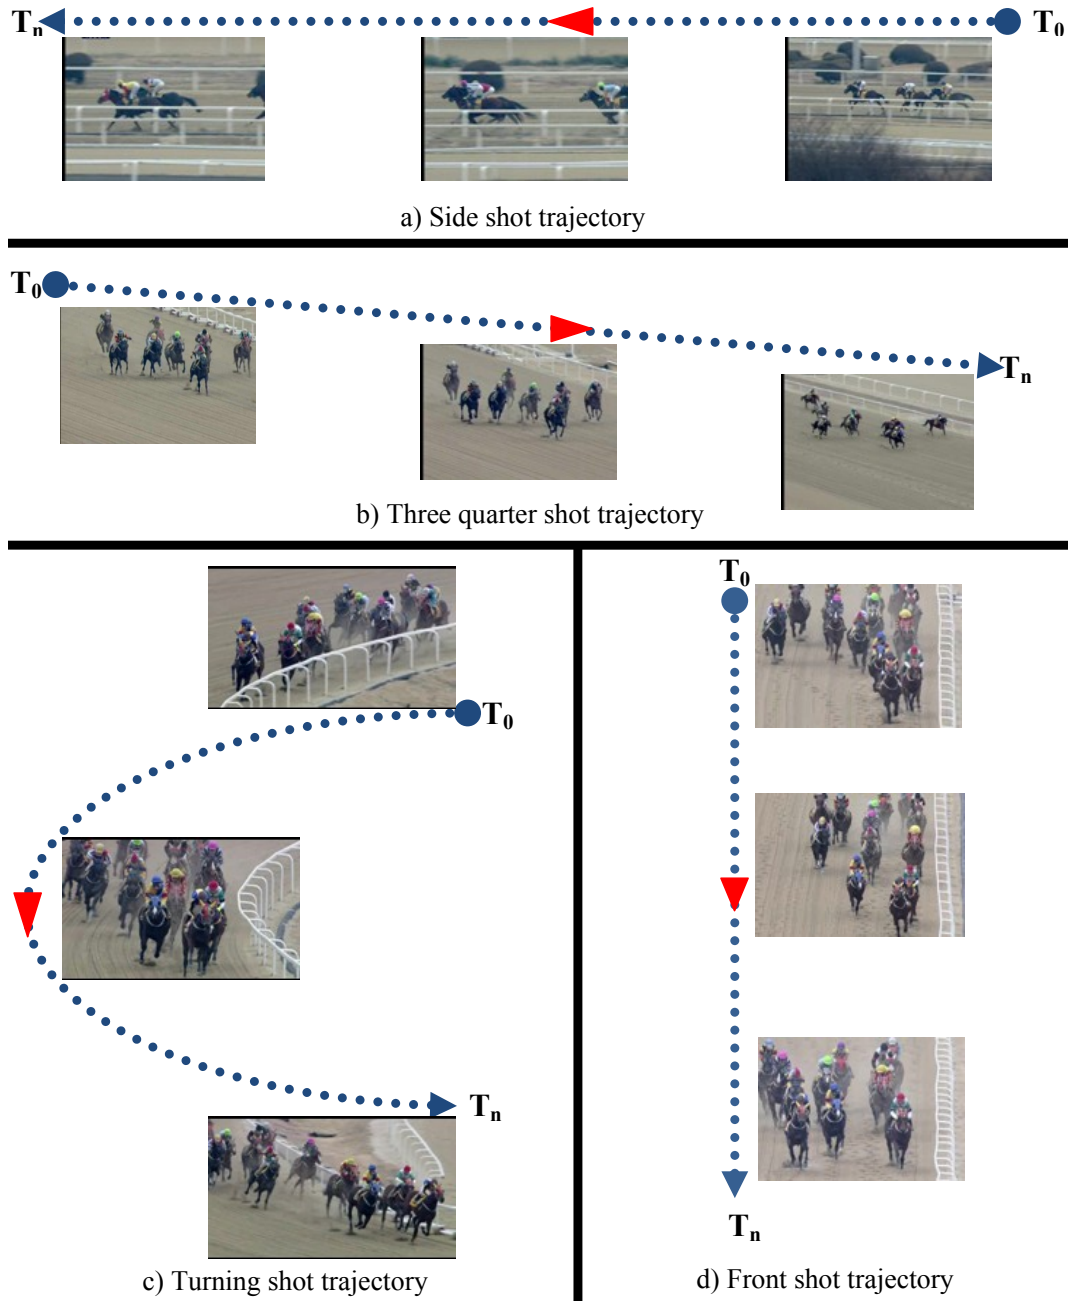 Tn T0
a) Side shot trajectory
T0
Tn
b) Three quarter shot trajectory
T0
Tn
c) Turning shot trajectory
T0
Tn
d) Front shot trajectory